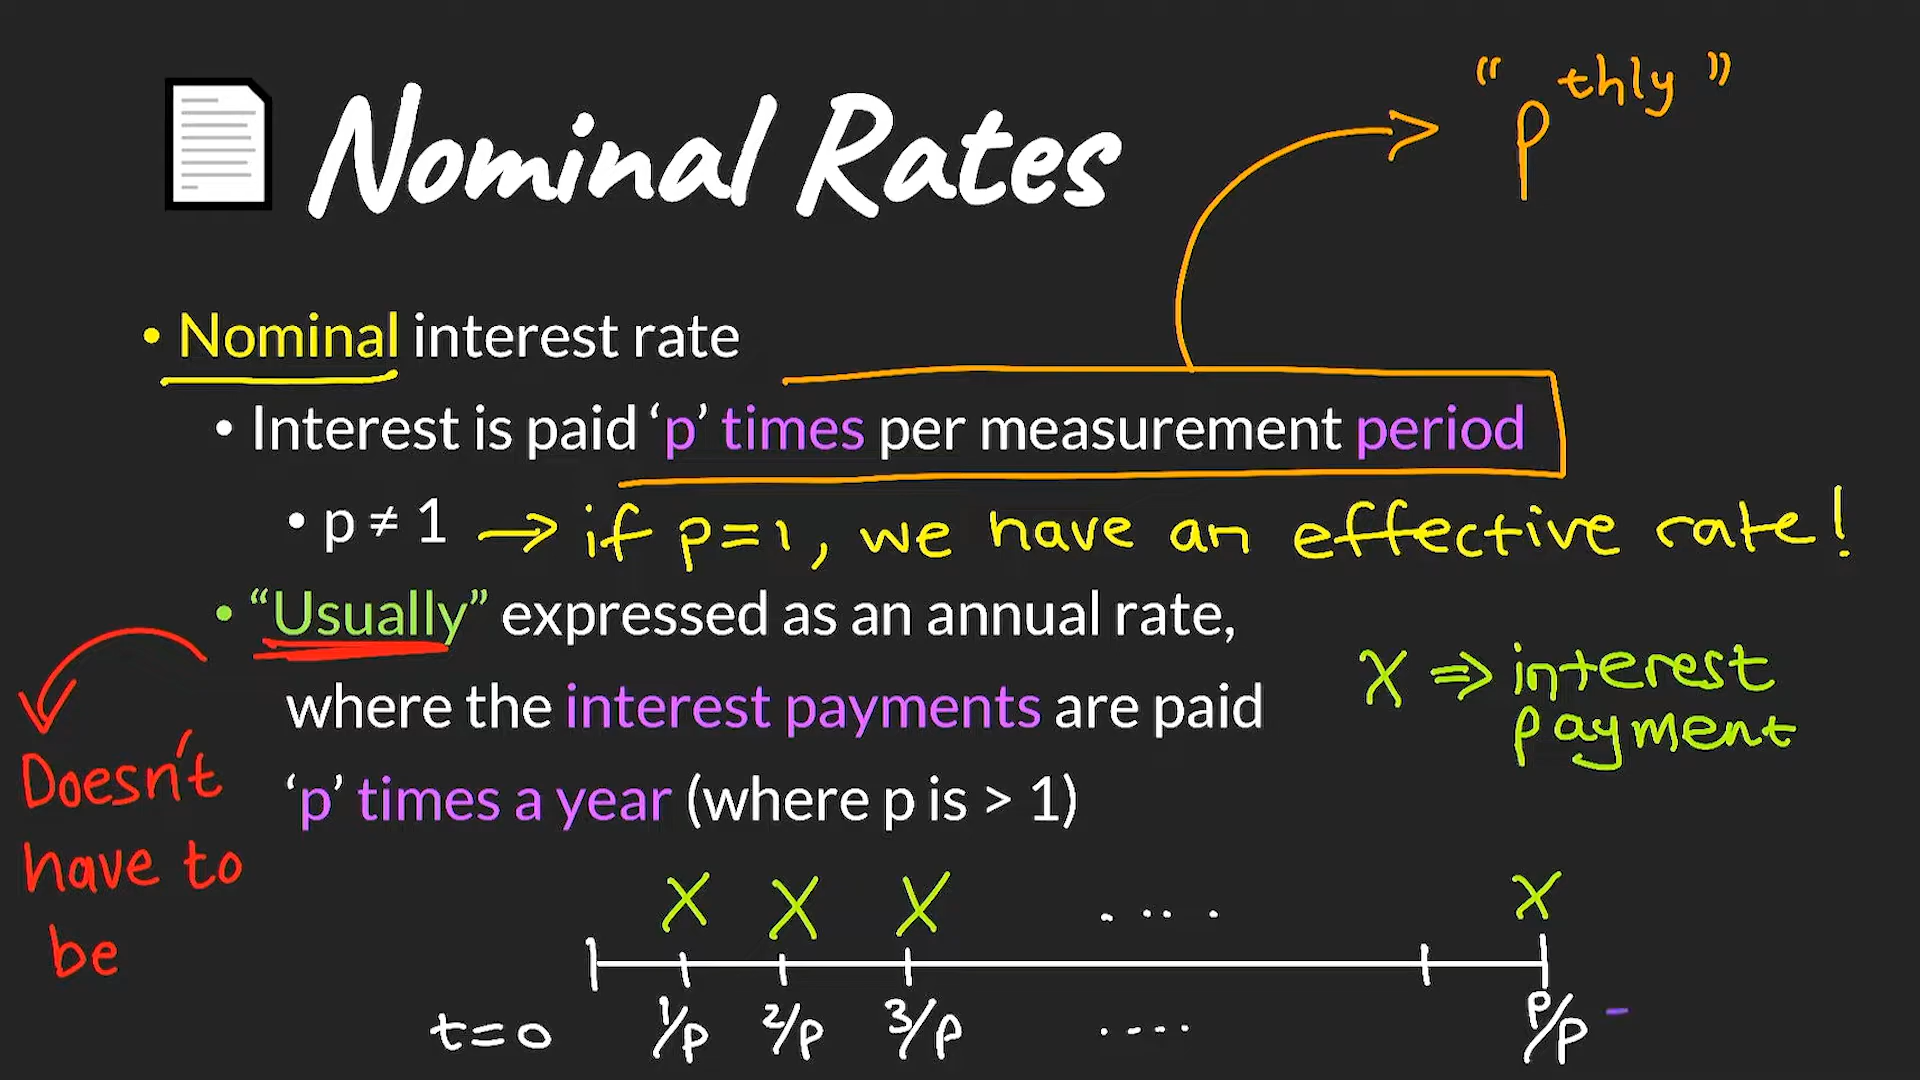 Nominal Rates
“pthly”
• Nominal interest rate
• Interest is paid ‘p’ times per measurement period
• p ≠ 1 → if p=1, we have an effective rate!
• “Usually” expressed as an annual rate,
where the interest payments are paid
‘p’ times a year (where p is > 1)
X ⇒ interest
payment
Doesn't
have to
be
X X X .... X
t=0 1/p 2/p 3/p .... p/p -